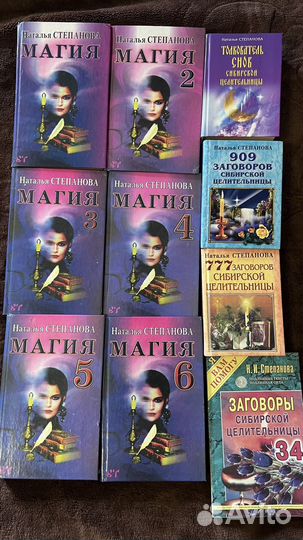 Наталья СТЕПАНОВА
МАГИЯ
Наталья СТЕПАНОВА
МАГИЯ
2
Наталья СТЕПАНОВА
ТОЛКОВАТЕЛЬ
СНОВ
СИБИРСКОЙ
ЦЕЛИТЕЛЬНИЦЫ
Наталья СТЕПАНОВА
909
ЗАГОВОРОВ
СИБИРСКОЙ
ЦЕЛИТЕЛЬНИЦЫ
Наталья СТЕПАНОВА
МАГИЯ
3
Наталья СТЕПАНОВА
МАГИЯ
4
Наталья СТЕПАНОВА
777 ЗАГОВОРОВ
СИБИРСКОЙ
ЦЕЛИТЕЛЬНИЦЫ
Наталья СТЕПАНОВА
МАГИЯ
5
Наталья СТЕПАНОВА
МАГИЯ
6
Я
ВАМ
ПОМОГУ
Н. И. Степанова
ЗАГОВОРЫ
СИБИРСКОЙ
ЦЕЛИТЕЛЬНИЦЫ
34
Avito